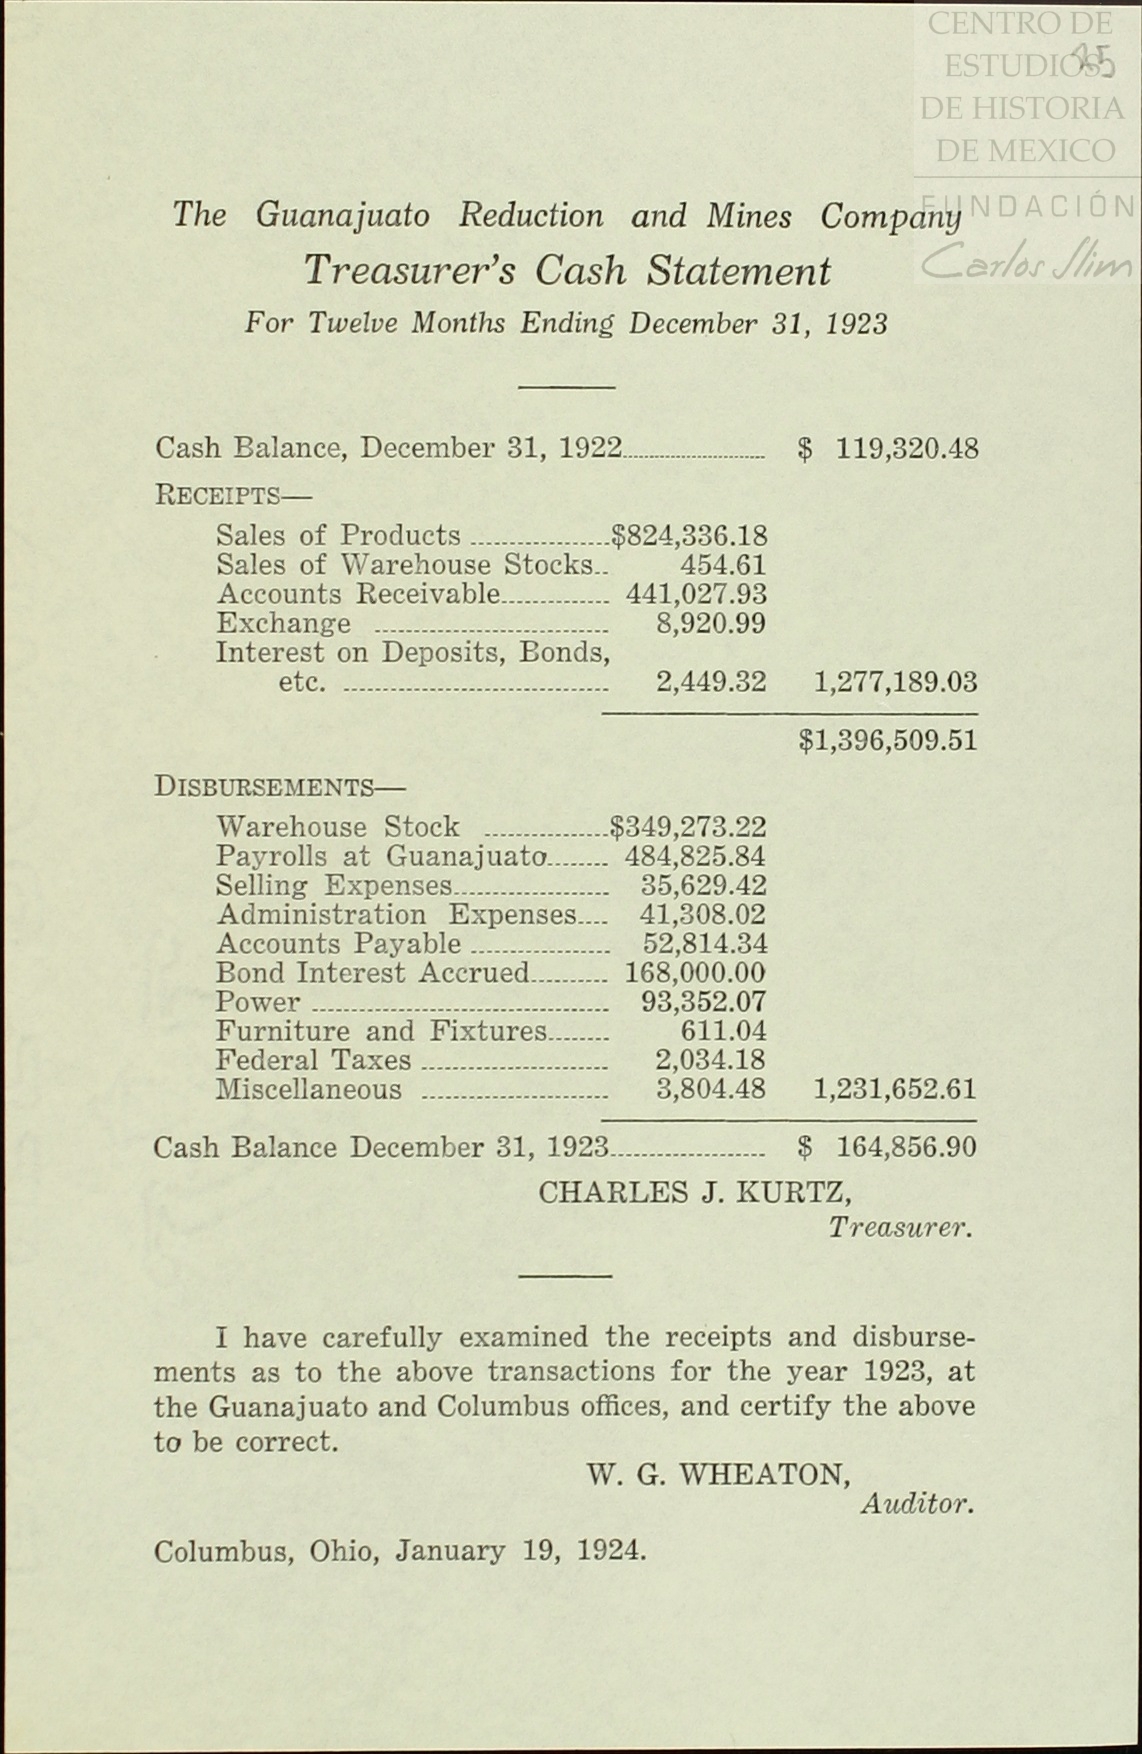 CENTRO DE
ESTUDIOS
DE HISTORIA
DE MEXICO
FUNDACIÓN
Carlos Slim
The Guanajuato Reduction and Mines Company
Treasurer's Cash Statement
For Twelve Months Ending December 31, 1923
Cash Balance, December 31, 1922 $ 119,320.48
RECEIPTS—
Sales of Products $824,336.18
Sales of Warehouse Stocks 454.61
Accounts Receivable 441,027.93
Exchange 8,920.99
Interest on Deposits, Bonds,
etc. 2,449.32 1,277,189.03
$1,396,509.51
DISBURSEMENTS—
Warehouse Stock $349,273.22
Payrolls at Guanajuato 484,825.84
Selling Expenses 35,629.42
Administration Expenses 41,308.02
Accounts Payable 52,814.34
Bond Interest Accrued 168,000.00
Power 93,352.07
Furniture and Fixtures 611.04
Federal Taxes 2,034.18
Miscellaneous 3,804.48 1,231,652.61
Cash Balance December 31, 1923 $ 164,856.90
CHARLES J. KURTZ,
Treasurer.
I have carefully examined the receipts and disburse-
ments as to the above transactions for the year 1923, at
the Guanajuato and Columbus offices, and certify the above
to be correct.
W. G. WHEATON,
Auditor.
Columbus, Ohio, January 19, 1924.